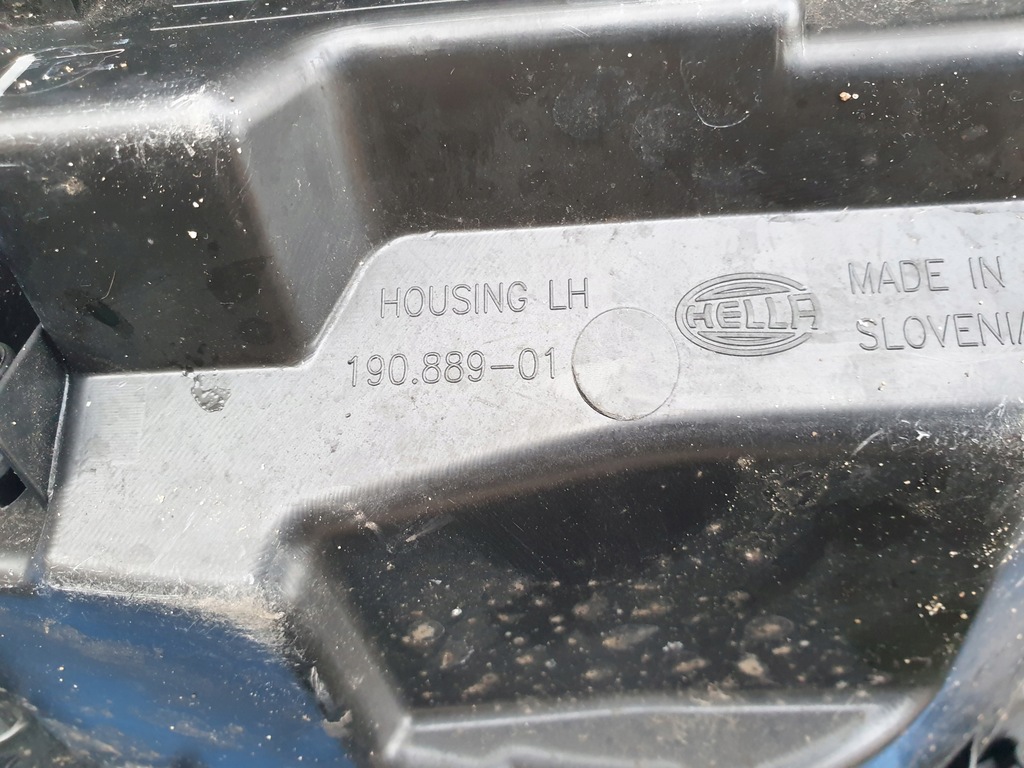 HOUSING LH
190.889-01
HELLA
MADE IN
SLOVENIA